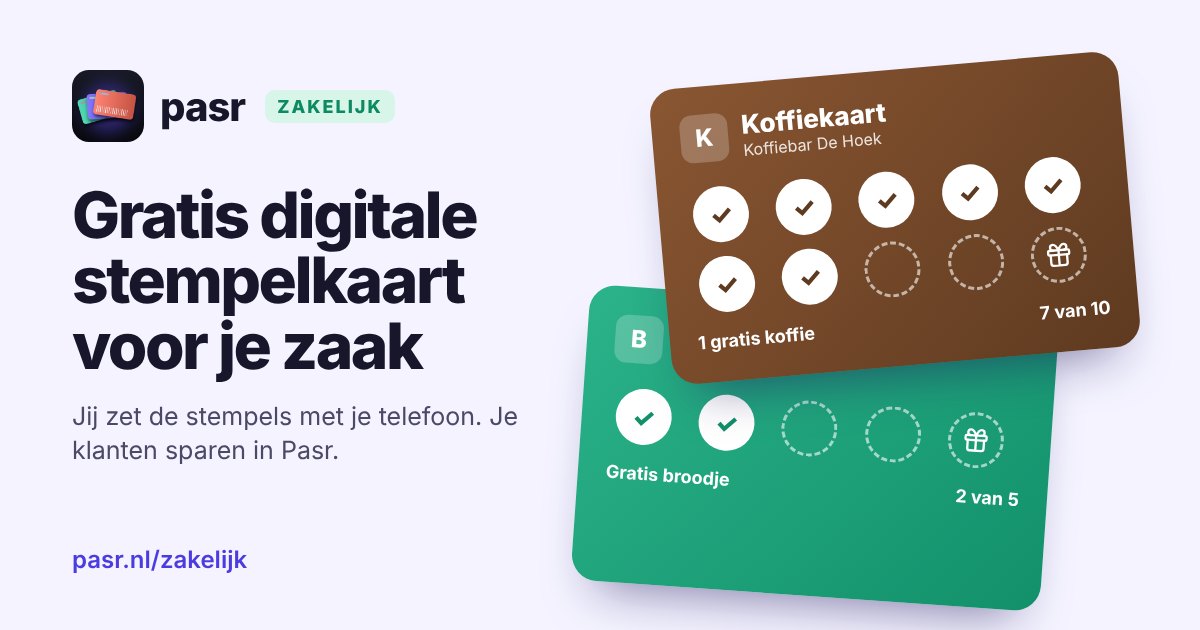 pasr ZAKELIJK
Gratis digitale
stempelkaart
voor je zaak
Jij zet de stempels met je telefoon. Je
klanten sparen in Pasr.
pasr.nl/zakelijk
K
Koffiekaart
Koffiebar De Hoek
1 gratis koffie
7 van 10
B
Gratis broodje
2 van 5